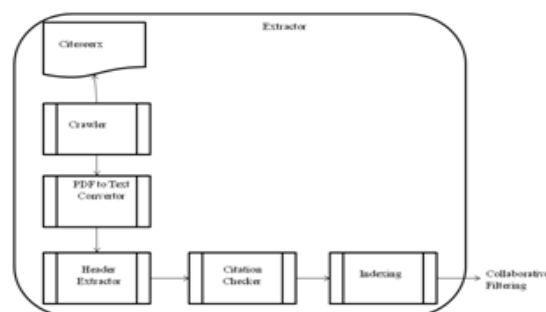 Extractor
Citeseerx
Crawler
PDF to Text
Convertor
Header
Extractor
Citation
Checker
Indexing
Collaborative
Filtering